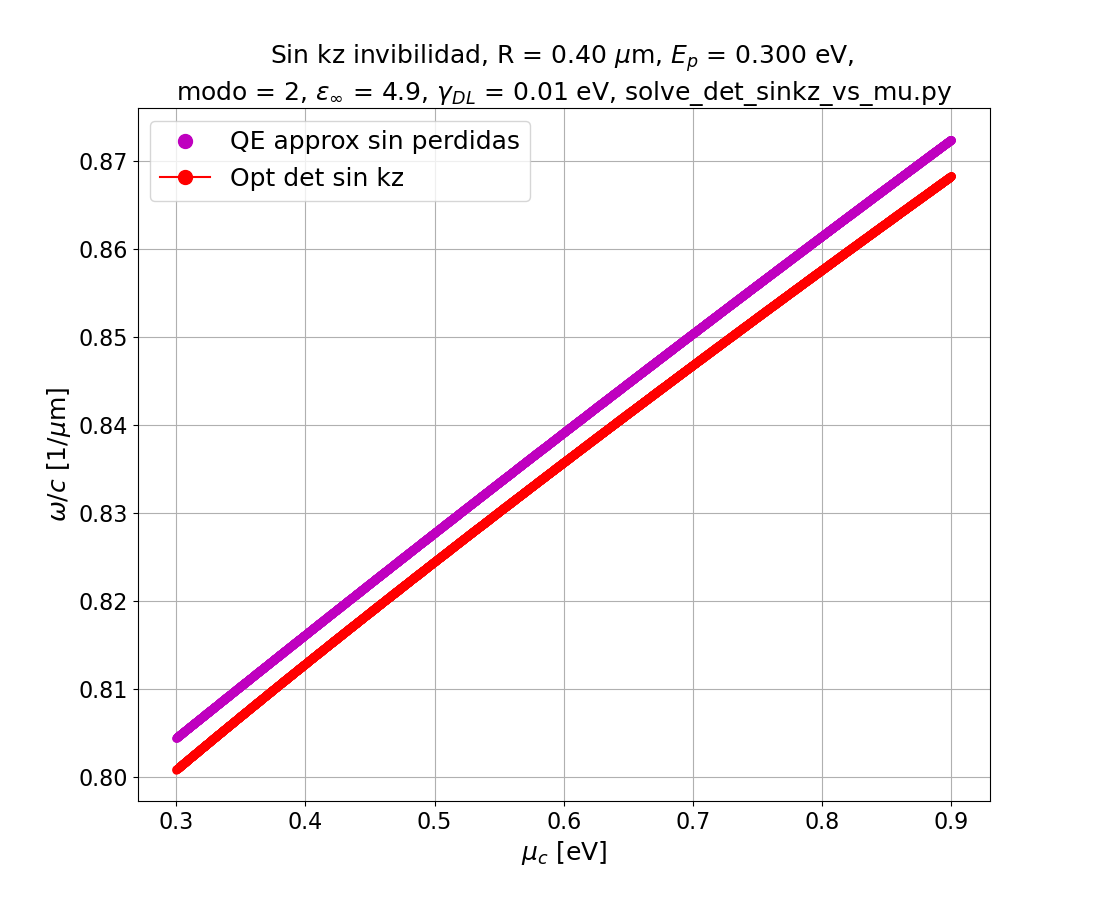 Sin kz invibilidad, R = 0.40 μm, E_p = 0.300 eV,
modo = 2, ε_∞ = 4.9, γ_DL = 0.01 eV, solve_det_sinkz_vs_mu.py
QE approx sin perdidas
Opt det sin kz
0.87
0.86
0.85
0.84
0.83
0.82
0.81
0.80
ω/c [1/μm]
0.3 0.4 0.5 0.6 0.7 0.8 0.9
μ_c [eV]